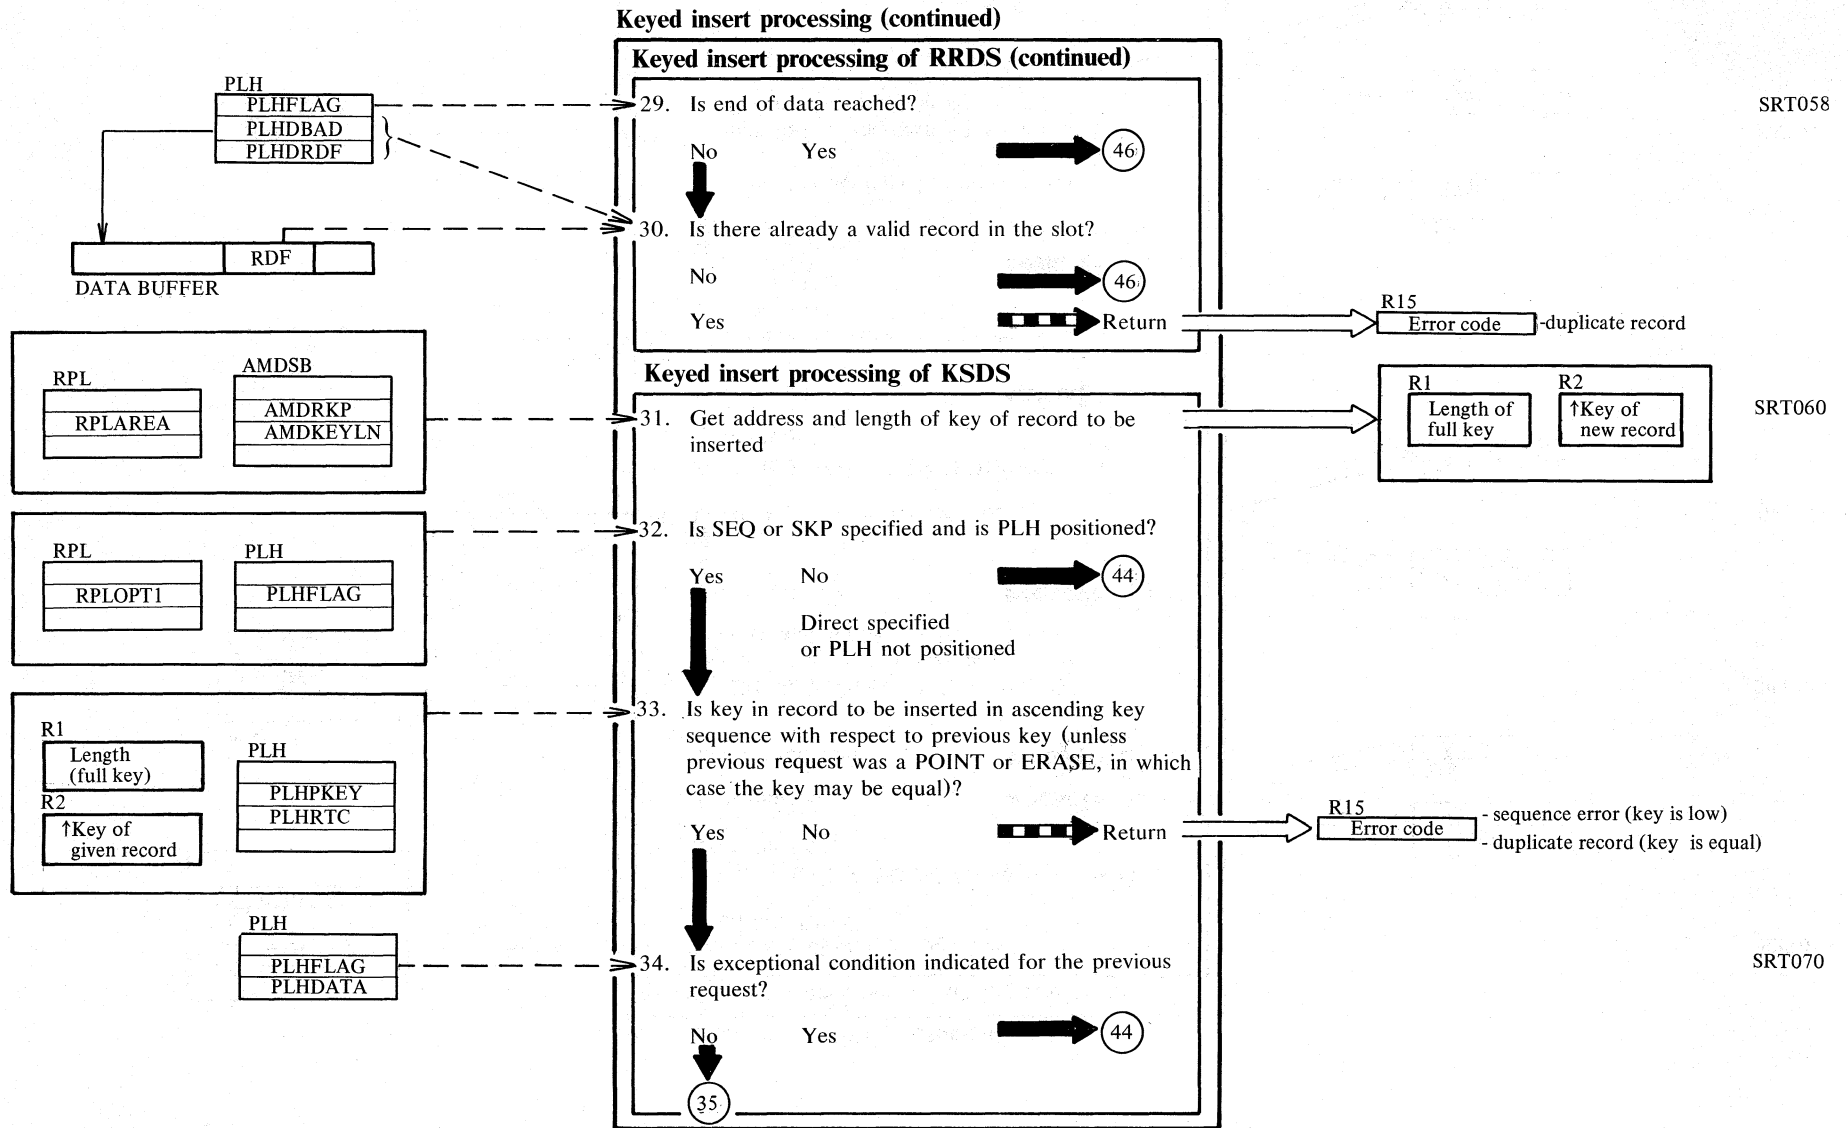 Keyed insert processing (continued)
Keyed insert processing of RRDS (continued)
PLH
PLHFLAG
PLHDBAD
PLHDRDF
29. Is end of data reached?
SRT058
No Yes 46
30. Is there already a valid record in the slot?
RDF
DATA BUFFER
No 46
Yes Return
R15
Error code -duplicate record
Keyed insert processing of KSDS
RPL
RPLAREA
AMDSB
AMDRKP
AMDKEYLN
31. Get address and length of key of record to be
inserted
R1
Length of
full key
R2
↑Key of
new record
SRT060
32. Is SEQ or SKP specified and is PLH positioned?
RPL
RPLOPT1
PLH
PLHFLAG
Yes No 44
Direct specified
or PLH not positioned
33. Is key in record to be inserted in ascending key
sequence with respect to previous key (unless
previous request was a POINT or ERASE, in which
case the key may be equal)?
R1
Length
(full key)
R2
↑Key of
given record
PLH
PLHPKEY
PLHRTC
Yes No Return
R15
Error code
- sequence error (key is low)
- duplicate record (key is equal)
PLH
PLHFLAG
PLHDATA
34. Is exceptional condition indicated for the previous
request?
SRT070
No Yes 44
35